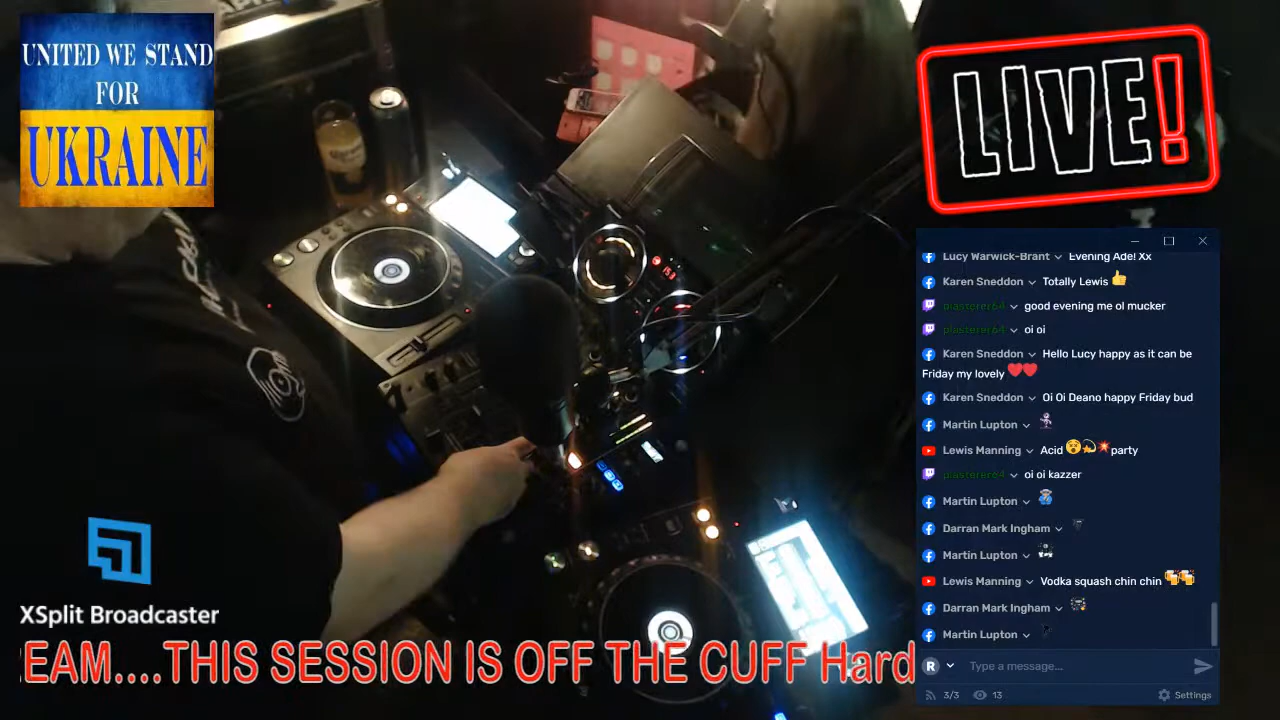 UNITED WE STAND
FOR
UKRAINE
LIVE!
Lucy Warwick-Brant Evening Ade! Xx
Karen Sneddon Totally Lewis 👍
plasterer64 good evening me ol mucker
plasterer64 oi oi
Karen Sneddon Hello Lucy happy as it can be
Friday my lovely ❤️❤️
Karen Sneddon Oi Oi Deano happy Friday bud
Martin Lupton
Lewis Manning Acid 😵💫💥party
plasterer64 oi oi kazzer
Martin Lupton
Darran Mark Ingham
Martin Lupton
Lewis Manning Vodka squash chin chin 🍻🍻
Darran Mark Ingham
Martin Lupton
R Type a message...
3/3 13 Settings
XSplit Broadcaster
EAM....THIS SESSION IS OFF THE CUFF Hard